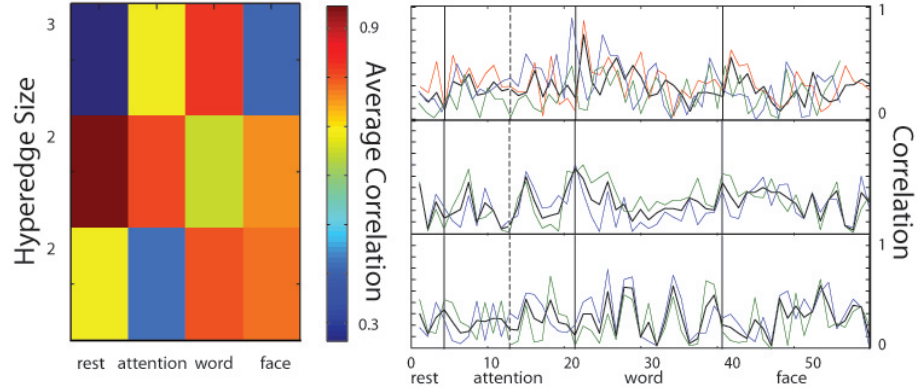 Hyperedge Size
3
2
2
rest attention word face
0.9
0.3
Average Correlation
1
0
1
0
Correlation
0 10 20 30 40 50
rest attention word face